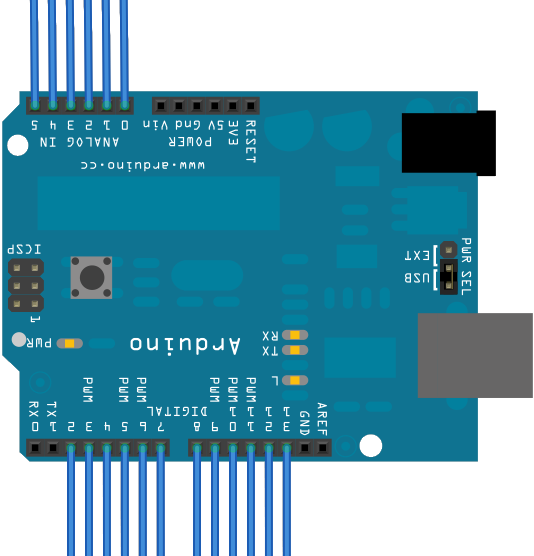 5 4 3 2 1 0
ANALOG IN
Vin Gnd 5V 3V3 RESET
POWER
www.arduino.cc
ICSP
1
EXT
USB
PWR SEL
PWR
Arduino
RX
TX
L
PWM PWM PWM PWM PWM PWM
DIGITAL
RX 0 TX 1 2 3 4 5 6 7 8 9 10 11 12 13 GND AREF